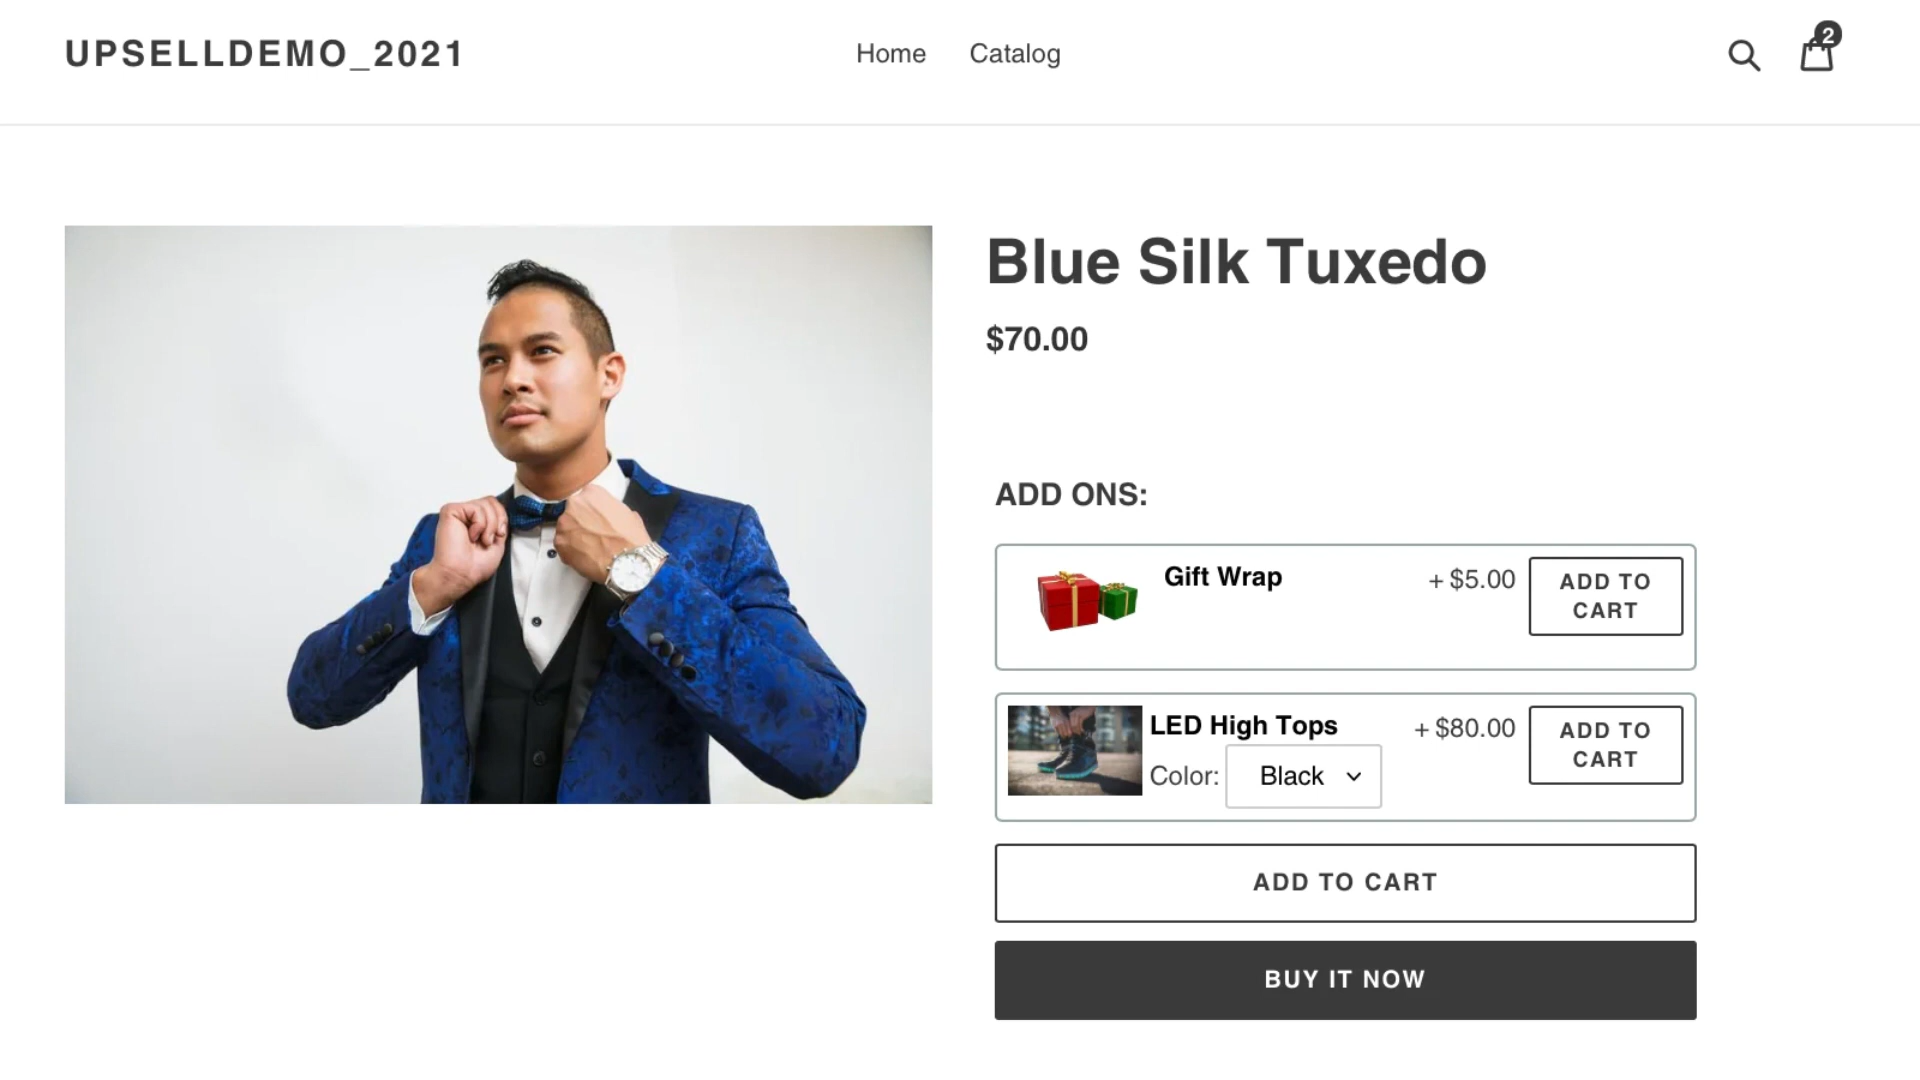 UPSELLDEMO_2021
Home
Catalog
2
Blue Silk Tuxedo
$70.00
ADD ONS:
Gift Wrap
+ $5.00
ADD TO
CART
LED High Tops
+ $80.00
Color:
Black
ADD TO
CART
ADD TO CART
BUY IT NOW